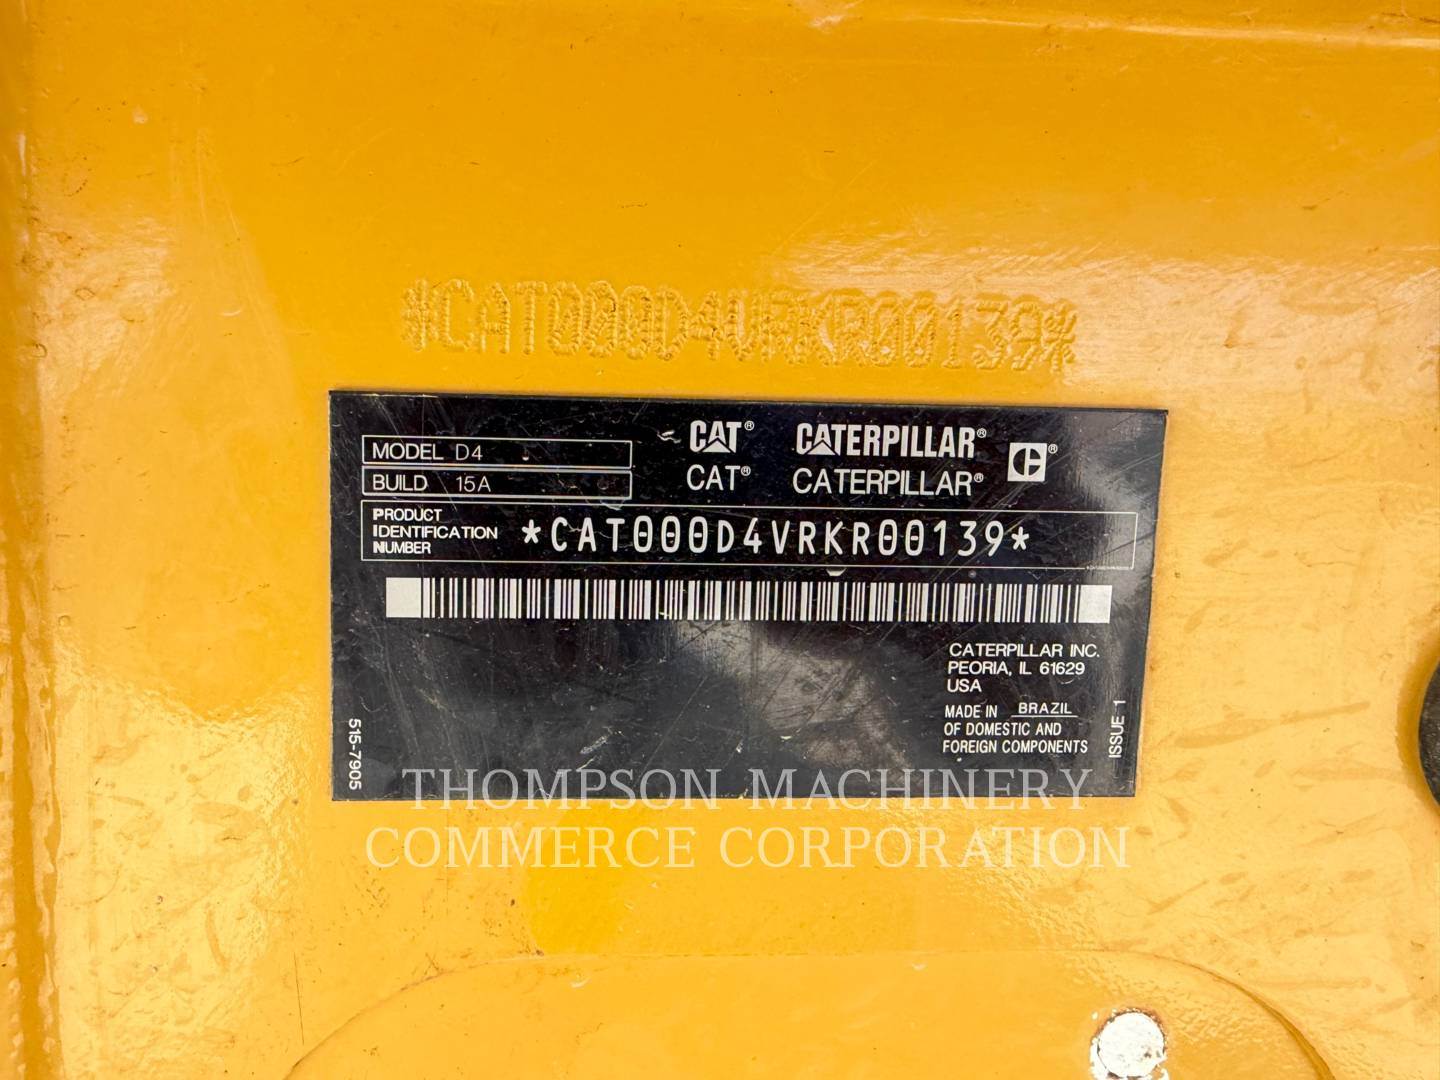 *CAT000D4VRKR00139*
CAT® CATERPILLAR® C®
MODEL D4
CAT® CATERPILLAR®
BUILD 15A
PRODUCT
IDENTIFICATION
NUMBER
*CAT000D4VRKR00139*
CATERPILLAR INC.
PEORIA, IL 61629
USA
MADE IN BRAZIL
OF DOMESTIC AND
FOREIGN COMPONENTS
ISSUE 1
515-7905
THOMPSON MACHINERY
COMMERCE CORPORATION